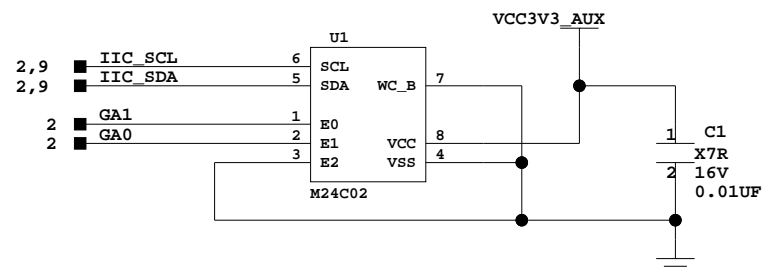 VCC3V3_AUX
U1
2,9 IIC_SCL 6 SCL
2,9 IIC_SDA 5 SDA WC_B 7
2 GA1 1 E0
2 GA0 2 E1 VCC 8
3 E2 VSS 4
M24C02
1 C1
X7R
2 16V
0.01UF